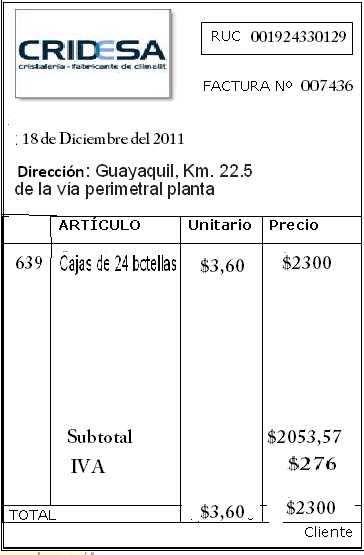 CRIDESA
cristalería - fabricante de climalit
RUC 001924330129
FACTURA Nº 007436
18 de Diciembre del 2011
Dirección: Guayaquil, Km. 22.5
de la vía perimetral planta
ARTÍCULO Unitario Precio
639 Cajas de 24 botellas $3,60 $2300
Subtotal $2053,57
IVA $276
TOTAL $3,60 $2300
Cliente